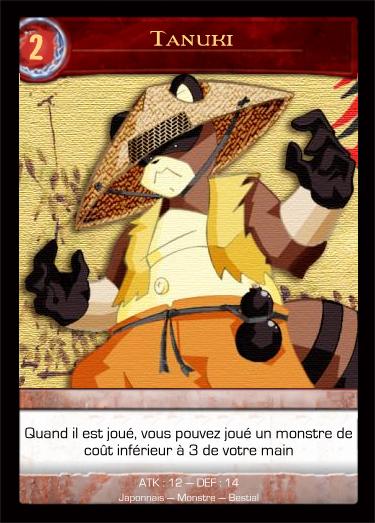 2
Tanuki
Quand il est joué, vous pouvez joué un monstre de
coût inférieur à 3 de votre main
ATK : 12 — DEF : 14
Japonnais — Monstre — Bestial